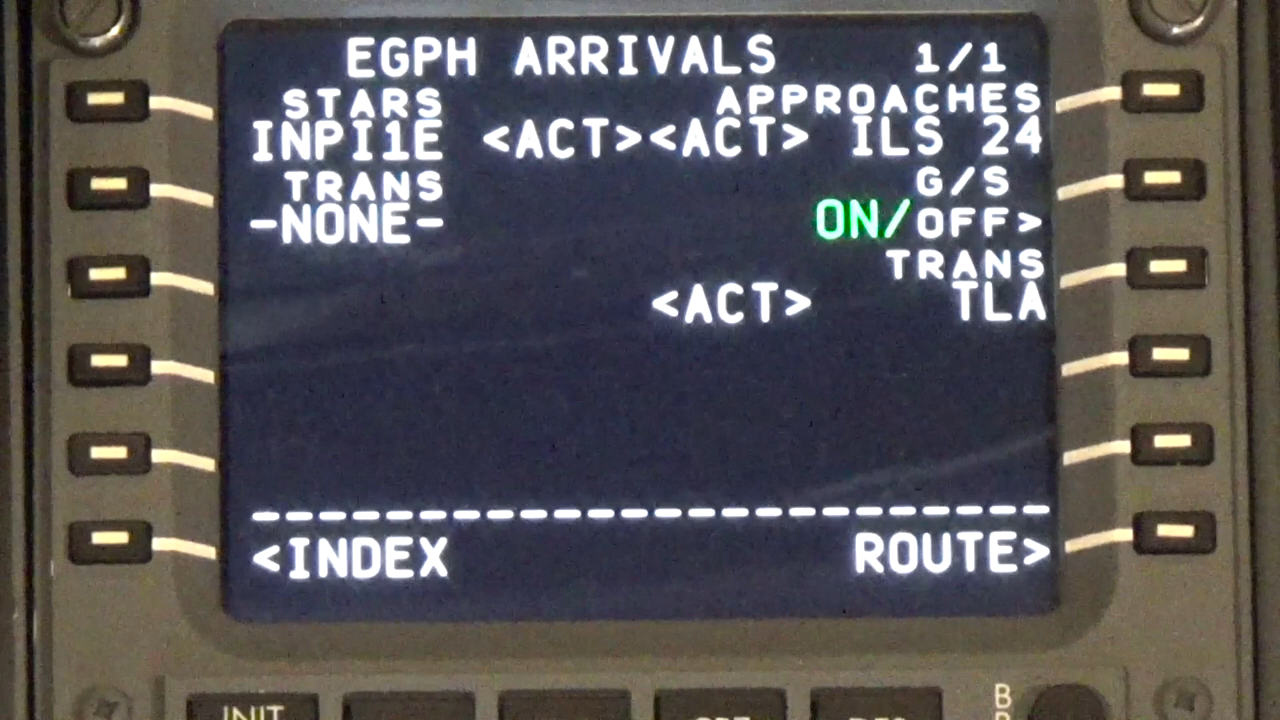 EGPH ARRIVALS 1/1
STARS APPROACHES
INPI1E <ACT><ACT> ILS 24
TRANS G/S
-NONE- ON/OFF>
TRANS
<ACT> TLA
<INDEX ROUTE>
INIT